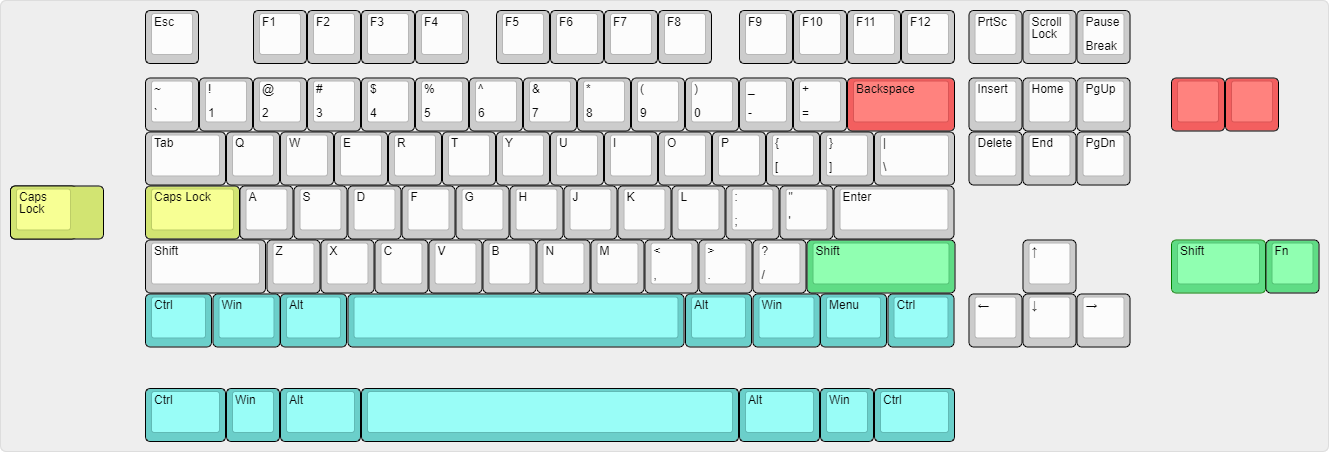 Esc F1 F2 F3 F4 F5 F6 F7 F8 F9 F10 F11 F12 PrtSc Scroll Pause
Lock
Break
~ ! @ # $ % ^ & * ( ) _ + Backspace Insert Home PgUp
` 1 2 3 4 5 6 7 8 9 0 - =
Tab Q W E R T Y U I O P { } | Delete End PgDn
[ ] \
Caps Caps Lock A S D F G H J K L : " Enter
Lock
; '
Shift Z X C V B N M < > ? Shift ↑ Shift Fn
, . /
Ctrl Win Alt Alt Win Menu Ctrl ← ↓ →
Ctrl Win Alt Alt Win Ctrl